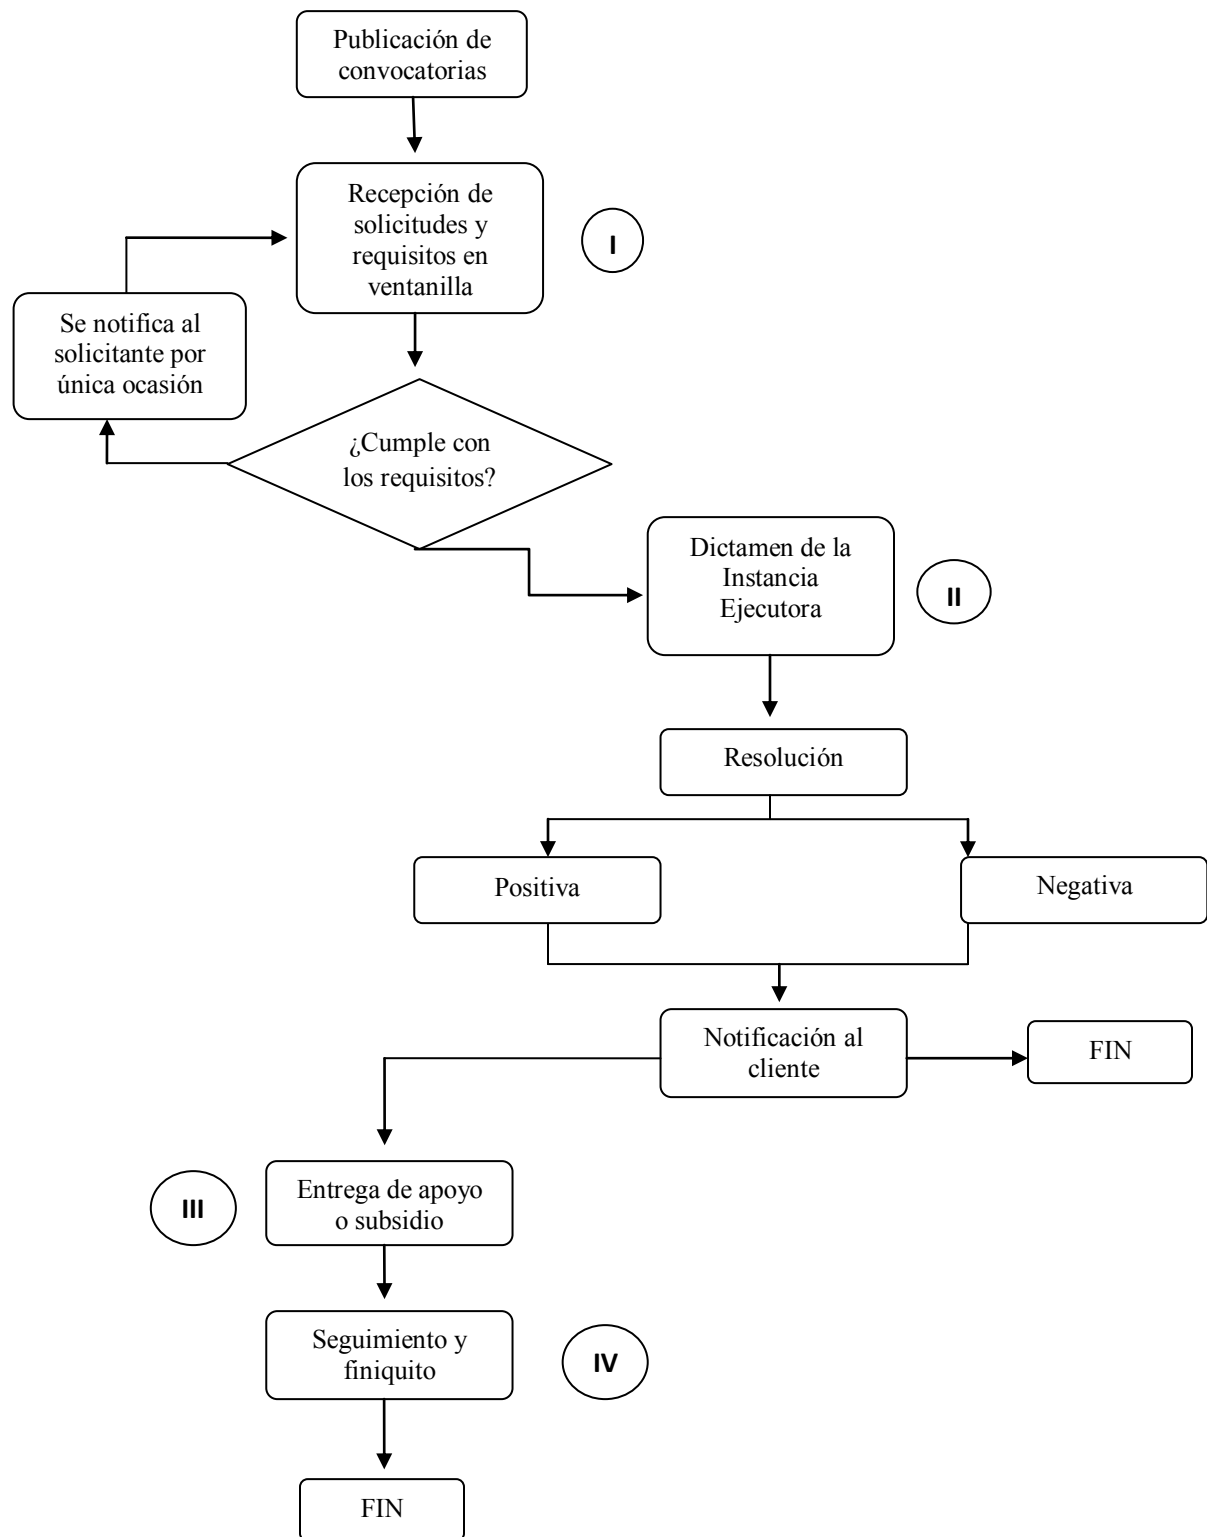 Publicación de
convocatorias
Recepción de
solicitudes y
requisitos en
ventanilla
I
Se notifica al
solicitante por
única ocasión
¿Cumple con
los requisitos?
Dictamen de la
Instancia
Ejecutora
II
Resolución
Positiva
Negativa
Notificación al
cliente
FIN
III
Entrega de apoyo
o subsidio
Seguimiento y
finiquito
IV
FIN